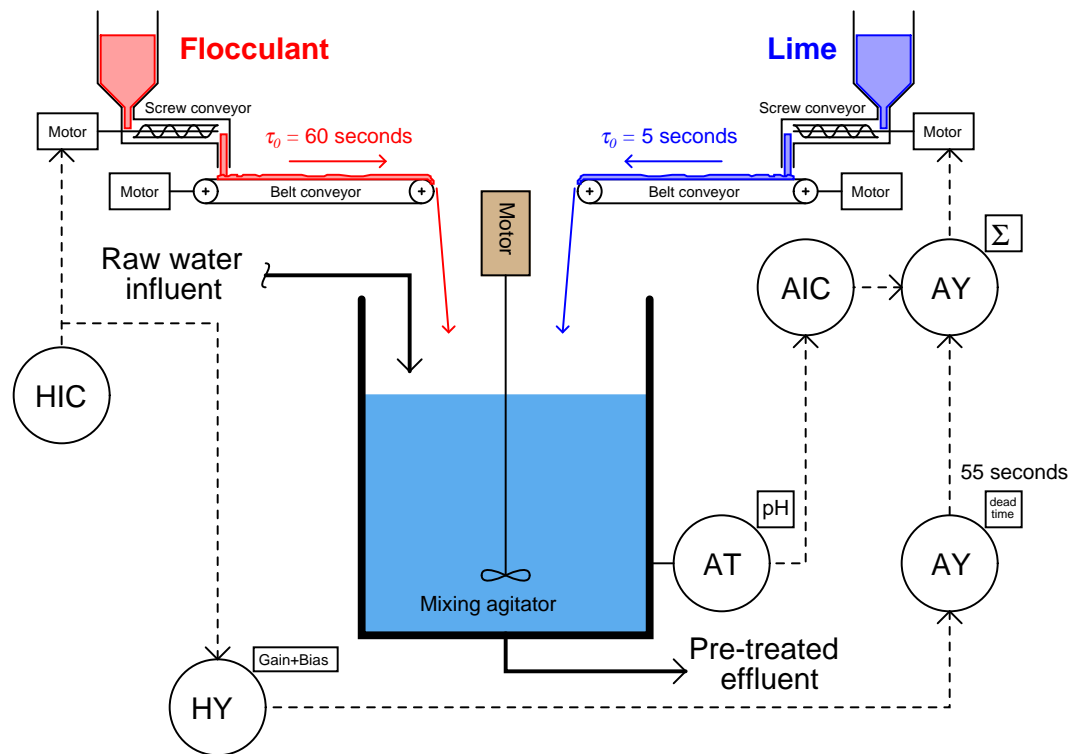 Flocculant
Lime
Screw conveyor
Screw conveyor
Motor
τ0 = 60 seconds
τ0 = 5 seconds
Motor
Motor
+
Belt conveyor
+
+
Belt conveyor
+
Motor
Motor
Σ
Raw water
influent
AIC
AY
HIC
55 seconds
pH
dead
time
AT
AY
Mixing agitator
Gain+Bias
Pre-treated
effluent
HY